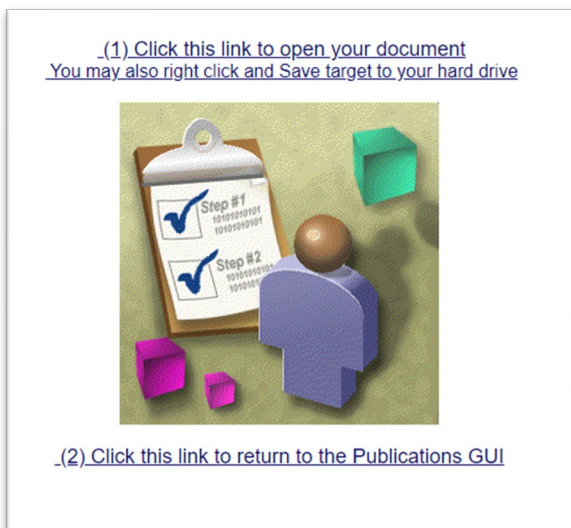 (1) Click this link to open your document
You may also right click and Save target to your hard drive
Step #1
10101010101
10101010101
Step #2
10101010101
(2) Click this link to return to the Publications GUI